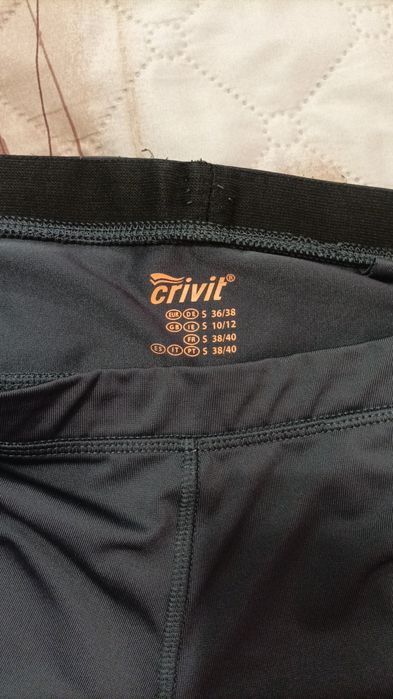 crivit®
EUR DE S 36/38
GB IE S 10/12
FR S 38/40
ES IT PT S 38/40